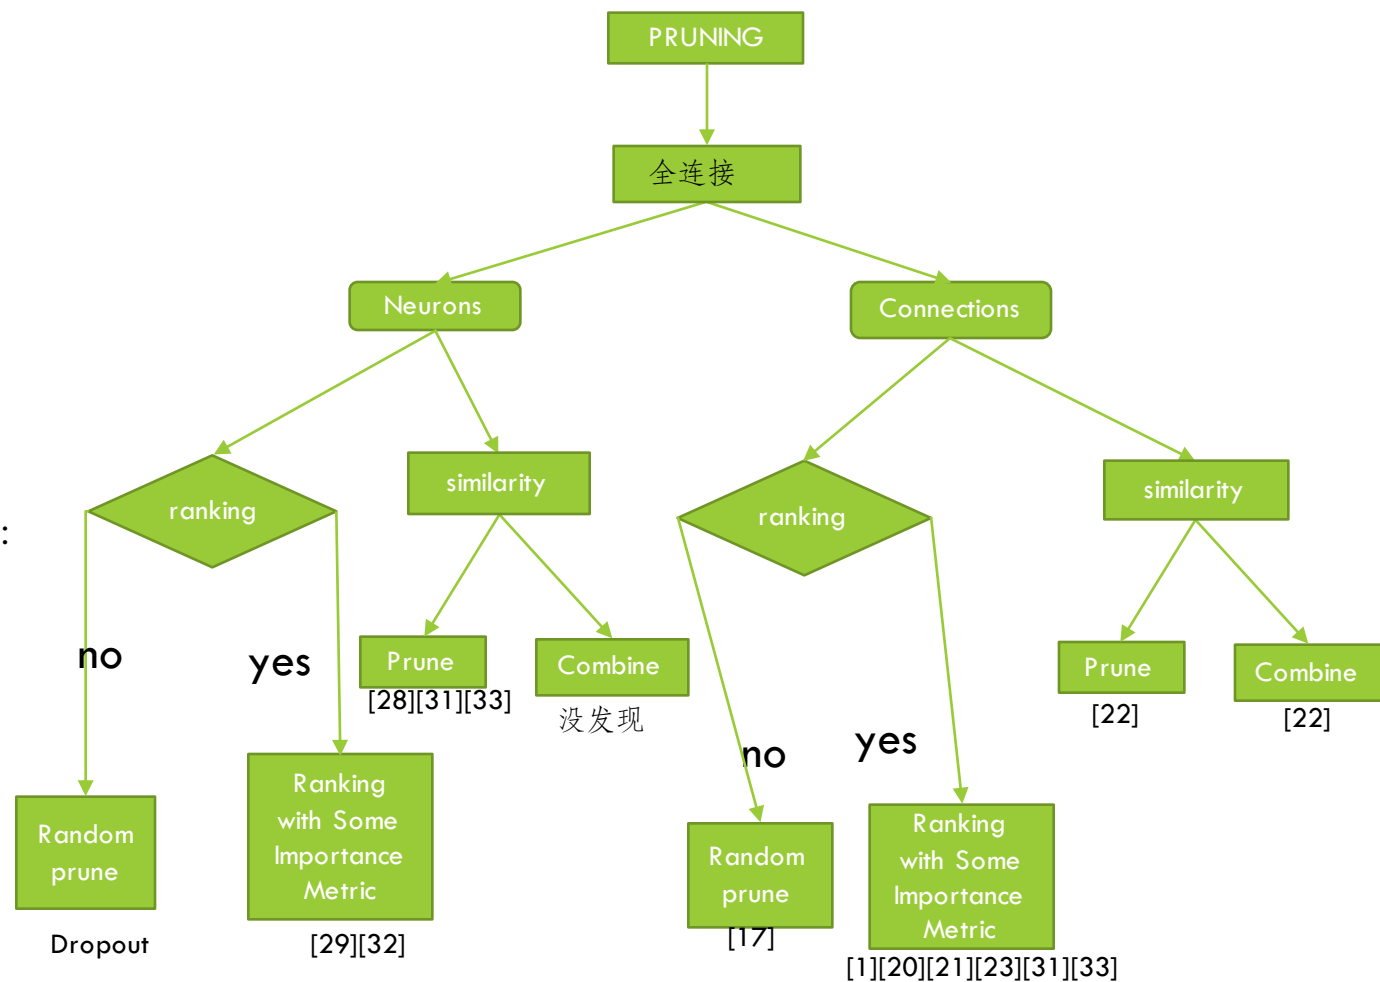 PRUNING
全连接
Neurons
Connections
ranking
similarity
ranking
similarity
:
no
yes
Prune
[28][31][33]
Combine
没发现
no
yes
Prune
[22]
Combine
[22]
Random
prune
Dropout
Ranking
with Some
Importance
Metric
[29][32]
Random
prune
[17]
Ranking
with Some
Importance
Metric
[1][20][21][23][31][33]